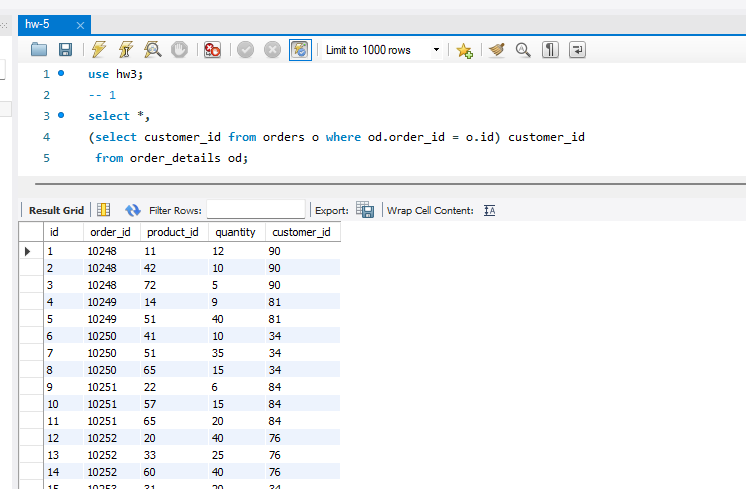 hw-5
Limit to 1000 rows
1 use hw3;
2 -- 1
3 select *,
4 (select customer_id from orders o where od.order_id = o.id) customer_id
5 from order_details od;
Result Grid Filter Rows: Export: Wrap Cell Content:
id order_id product_id quantity customer_id
1 10248 11 12 90
2 10248 42 10 90
3 10248 72 5 90
4 10249 14 9 81
5 10249 51 40 81
6 10250 41 10 34
7 10250 51 35 34
8 10250 65 15 34
9 10251 22 6 84
10 10251 57 15 84
11 10251 65 20 84
12 10252 20 40 76
13 10252 33 25 76
14 10252 60 40 76
15 10253 31 20 34